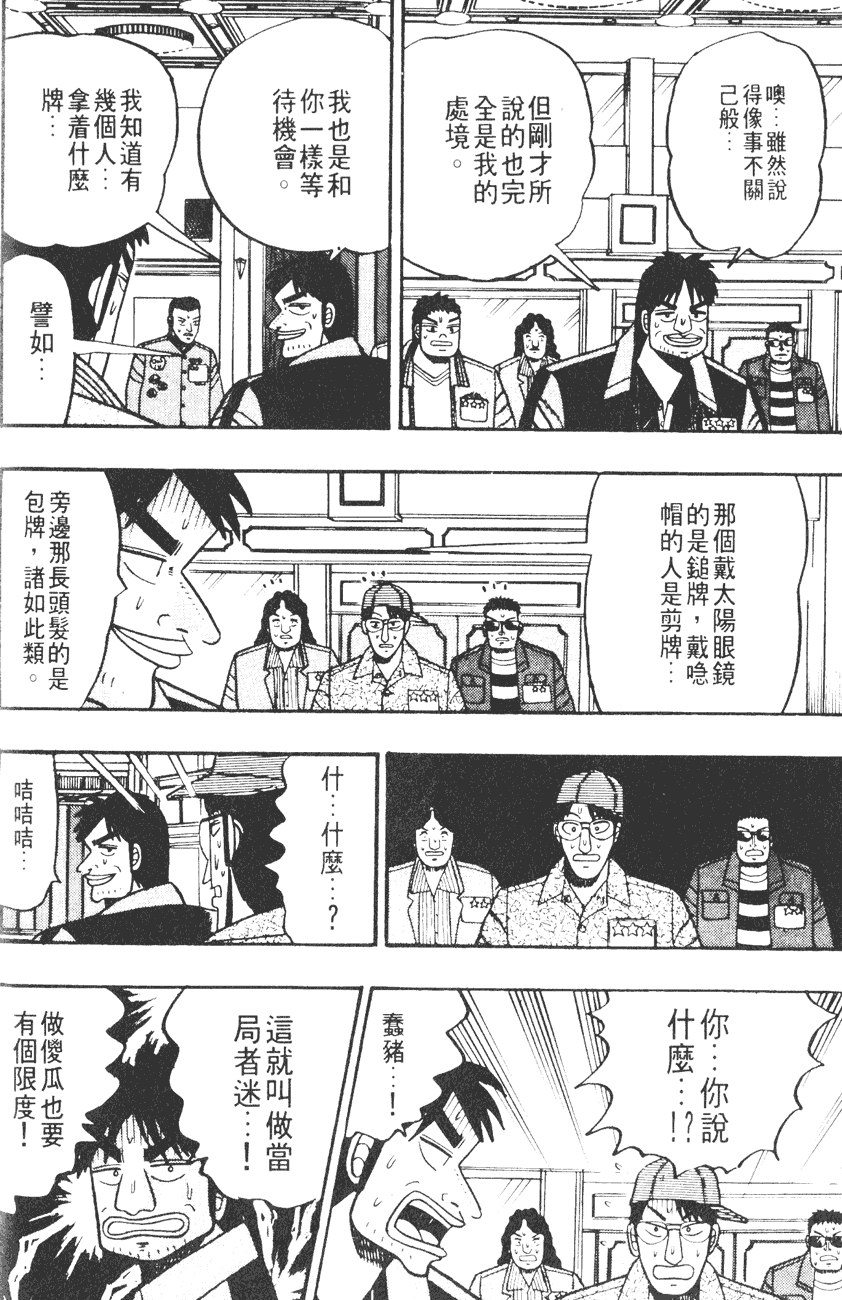 噢…雖然說
得像事不關
己般…
但剛才所
說的也完
全是我的
處境。
我也是和
你一樣等
待機會。
我知道有
幾個人…
拿着什麼
牌…
譬如…
那個戴太陽眼鏡
的是鎚牌，戴喼
帽的人是剪牌…
旁邊那長頭髮的是
包牌，諸如此類。
什…什麼…?
咭咭咭…
你…你說
什麼…!?
蠢豬…!
這就叫做當
局者迷…!
做傻瓜也要
有個限度!